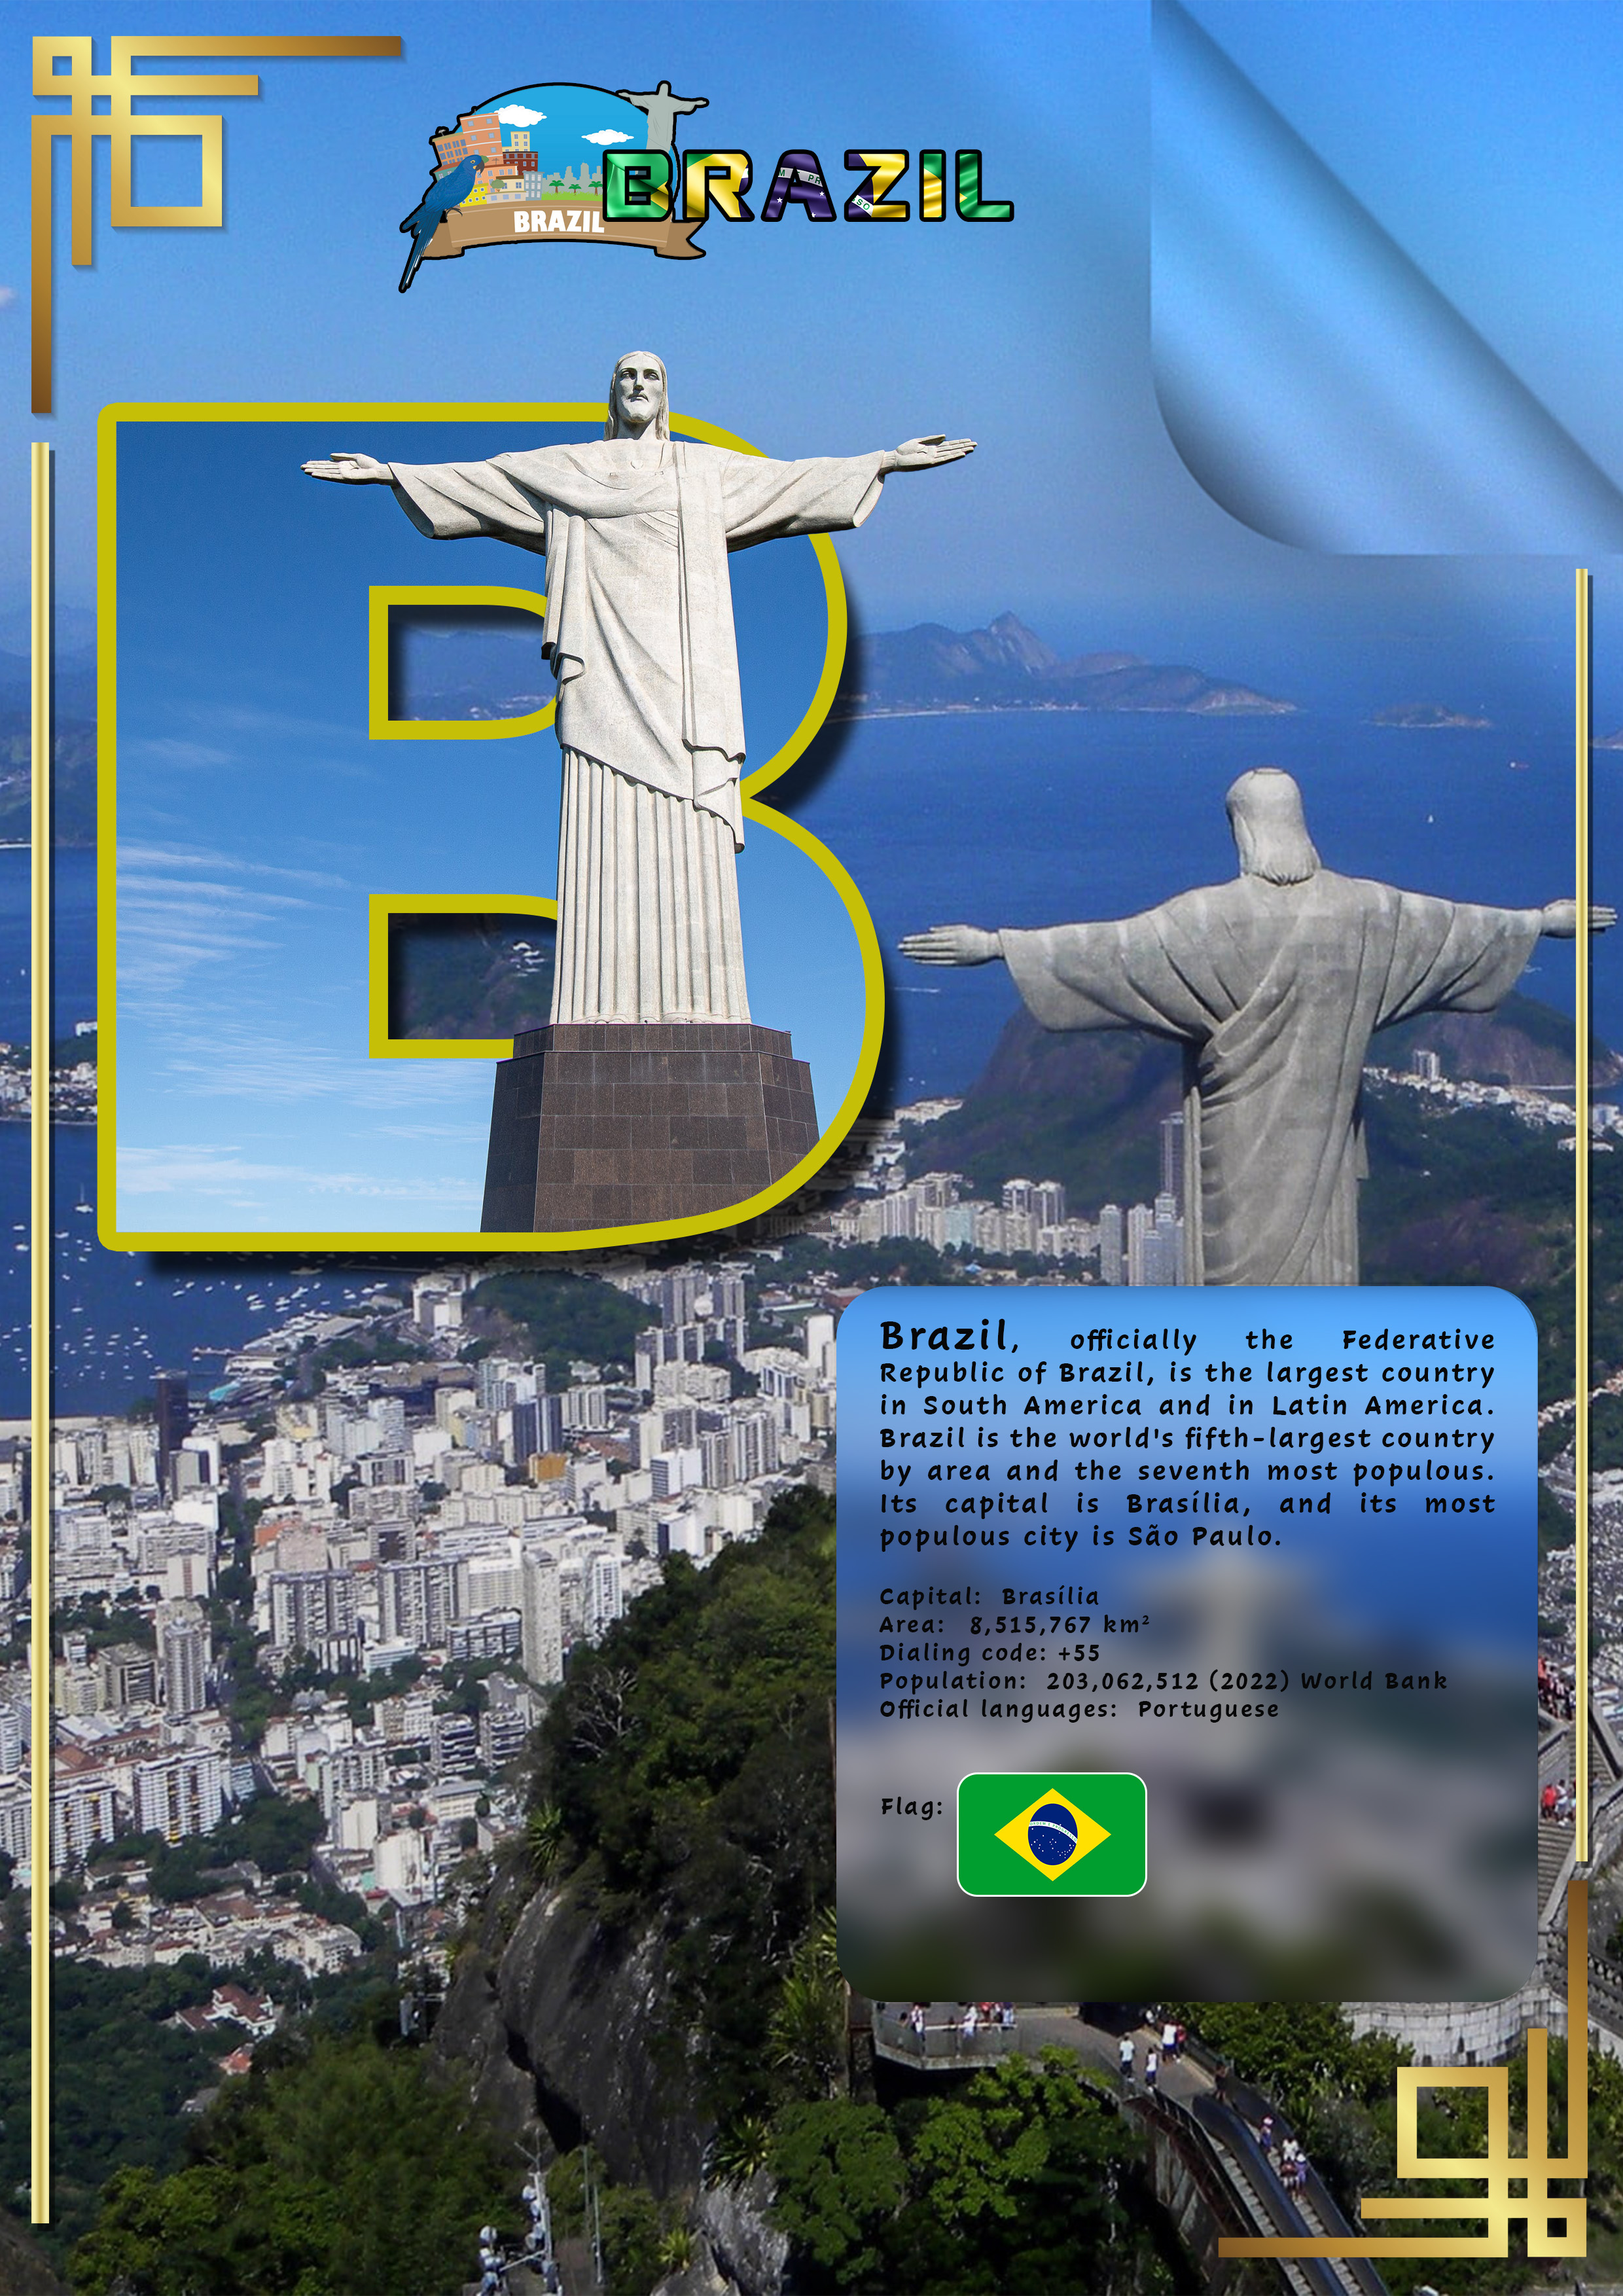 BRAZIL
BRAZIL
Brazil, officially the Federative
Republic of Brazil, is the largest country
in South America and in Latin America.
Brazil is the world's fifth-largest country
by area and the seventh most populous.
Its capital is Brasília, and its most
populous city is São Paulo.
Capital: Brasília
Area: 8,515,767 km²
Dialing code: +55
Population: 203,062,512 (2022) World Bank
Official languages: Portuguese
Flag: